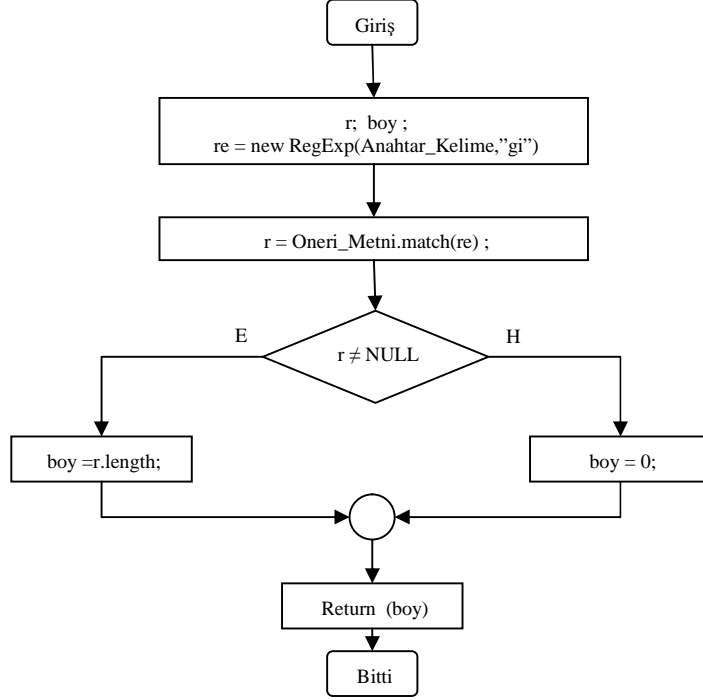 Giriş
r;  boy ;
re = new RegExp(Anahtar_Kelime,”gi”)
r = Oneri_Metni.match(re) ;
E
r ≠ NULL
H
boy =r.length;
boy = 0;
Return  (boy)
Bitti